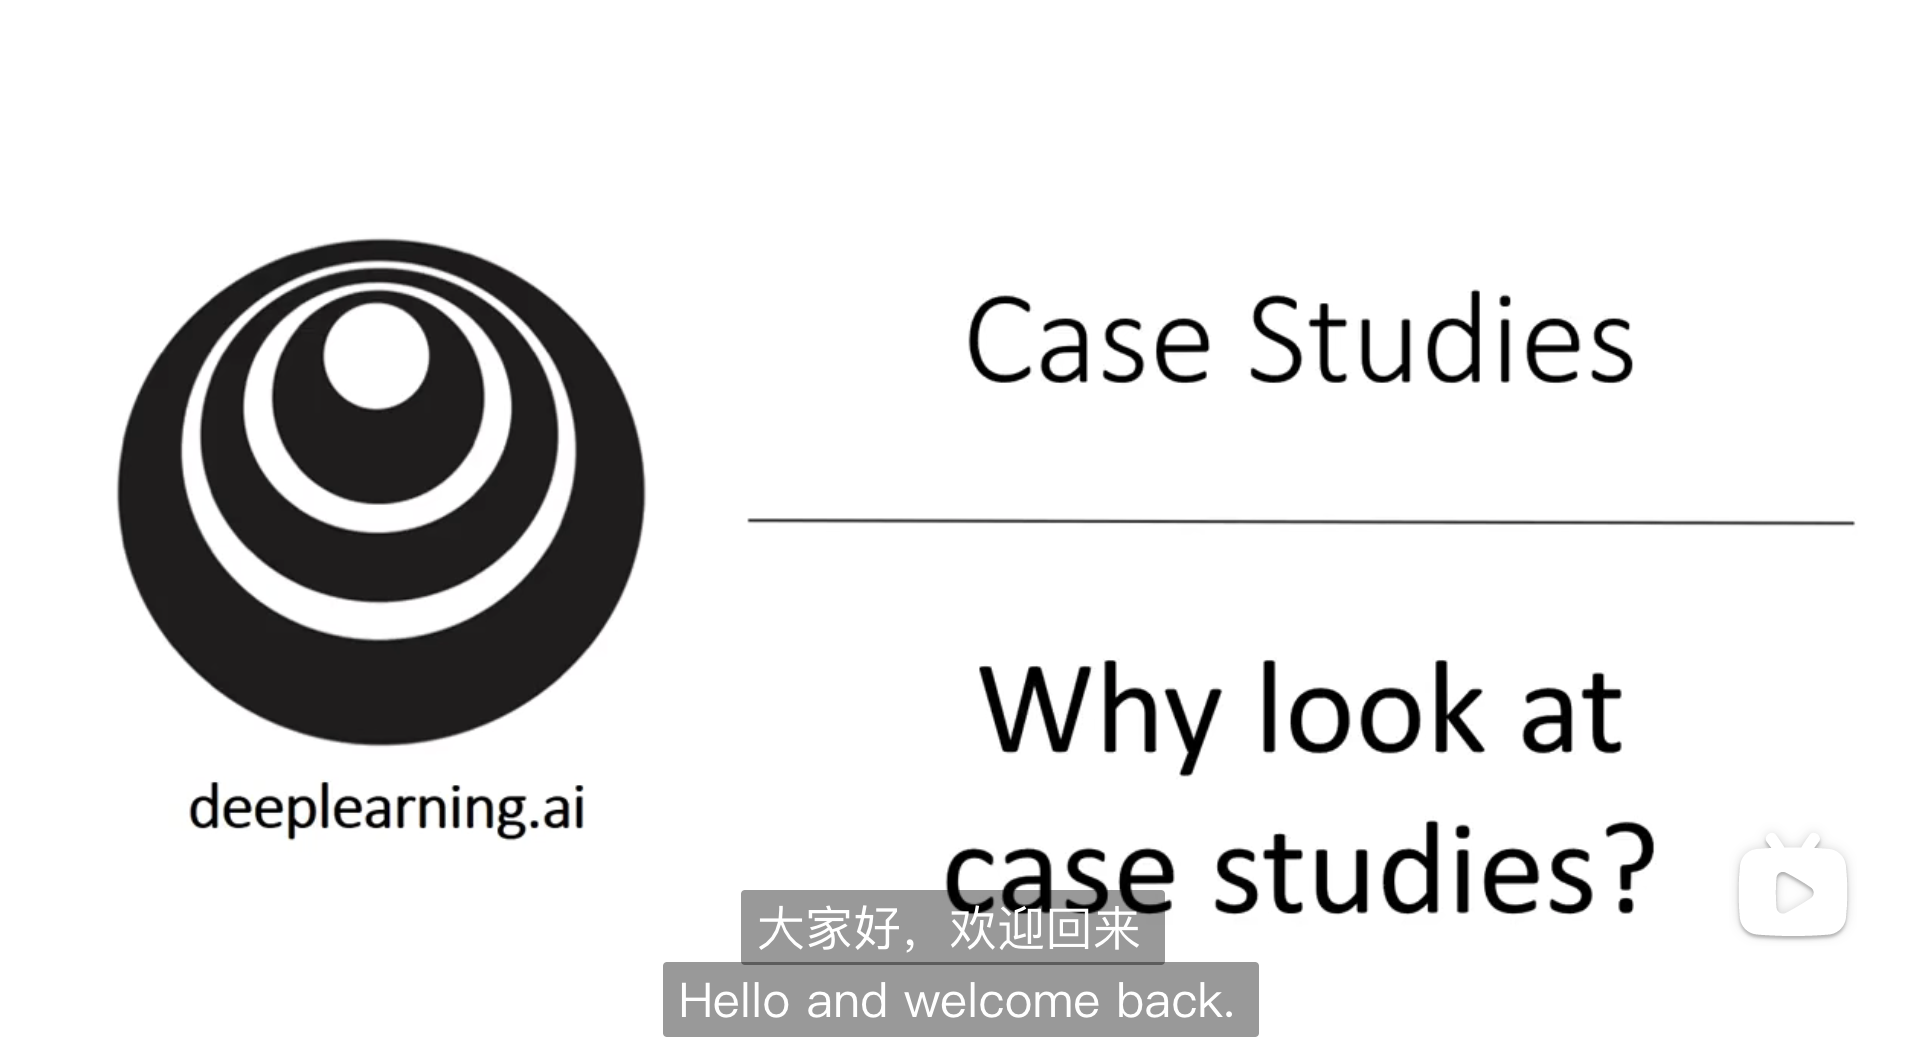 Case Studies
Why look at
case studies?
deeplearning.ai
大家好，欢迎回来
Hello and welcome back.